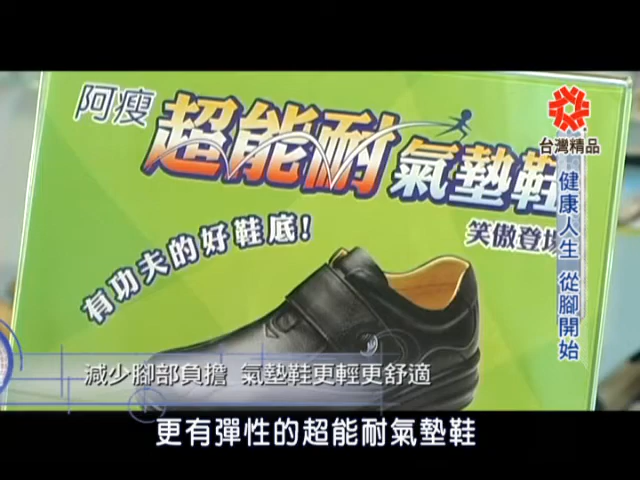 阿瘦
超能耐氣墊鞋
笑傲登場
有功夫的好鞋底!
台灣精品
健康人生 從腳開始
減少腳部負擔 氣墊鞋更輕更舒適
更有彈性的超能耐氣墊鞋